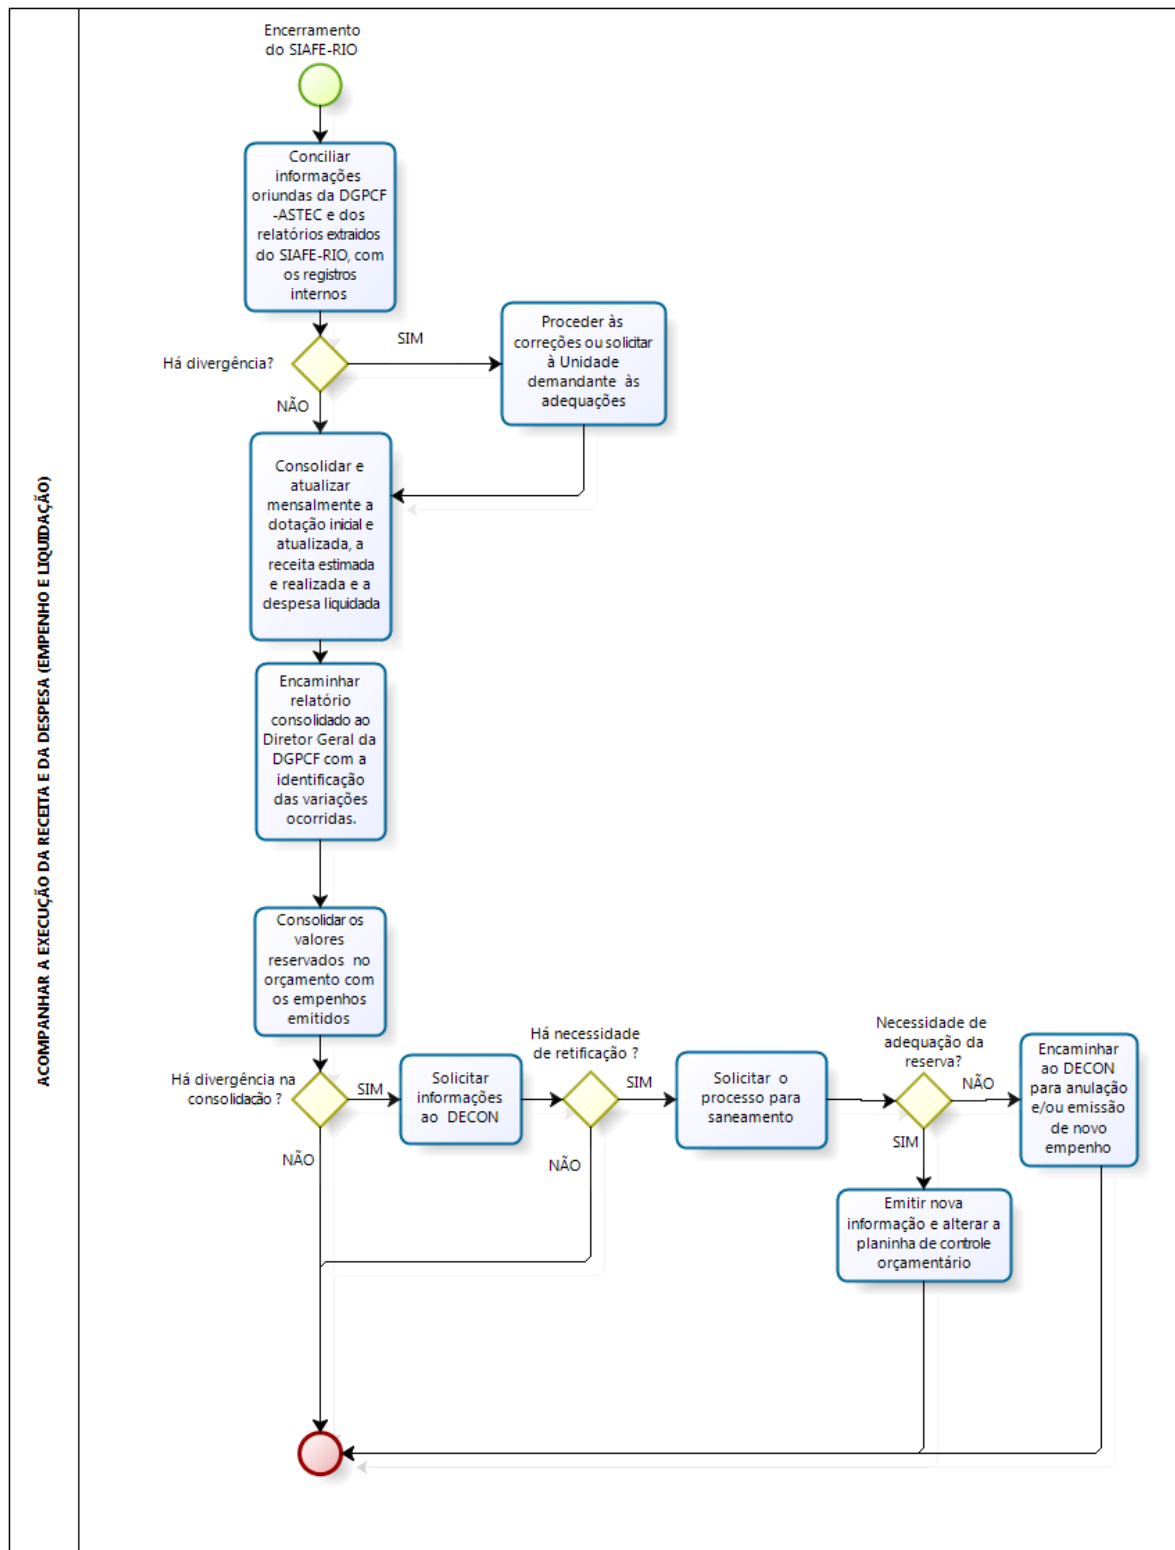 ACOMPANHAR A EXECUÇÃO DA RECEITA E DA DESPESA (EMPENHO E LIQUIDAÇÃO)
Encerramento
do SIAFE-RIO
Conciliar
informações
oriundas da DGPCF
-ASTEC e dos
relatórios extraidos
do SIAFE-RIO, com
os registros
internos
Há divergência?
SIM
NÃO
Proceder às
correções ou solicitar
à Unidade
demandante às
adequações
Consolidar e
atualizar
mensalmente a
dotação inicial e
atualizada, a
receita estimada
e realizada e a
despesa liquidada
Encaminhar
relatório
consolidado ao
Diretor Geral da
DGPCF com a
identificação
das variações
ocorridas.
Consolidar os
valores
reservados no
orçamento com
os empenhos
emitidos
Há divergência na
consolidação ?
SIM
NÃO
Solicitar
informações
ao DECON
Há necessidade
de retificação ?
SIM
NÃO
Solicitar o
processo para
saneamento
Necessidade de
adequação da
reserva?
NÃO
SIM
Encaminhar
ao DECON
para anulação
e/ou emissão
de novo
empenho
Emitir nova
informação e alterar a
planinha de controle
orçamentário